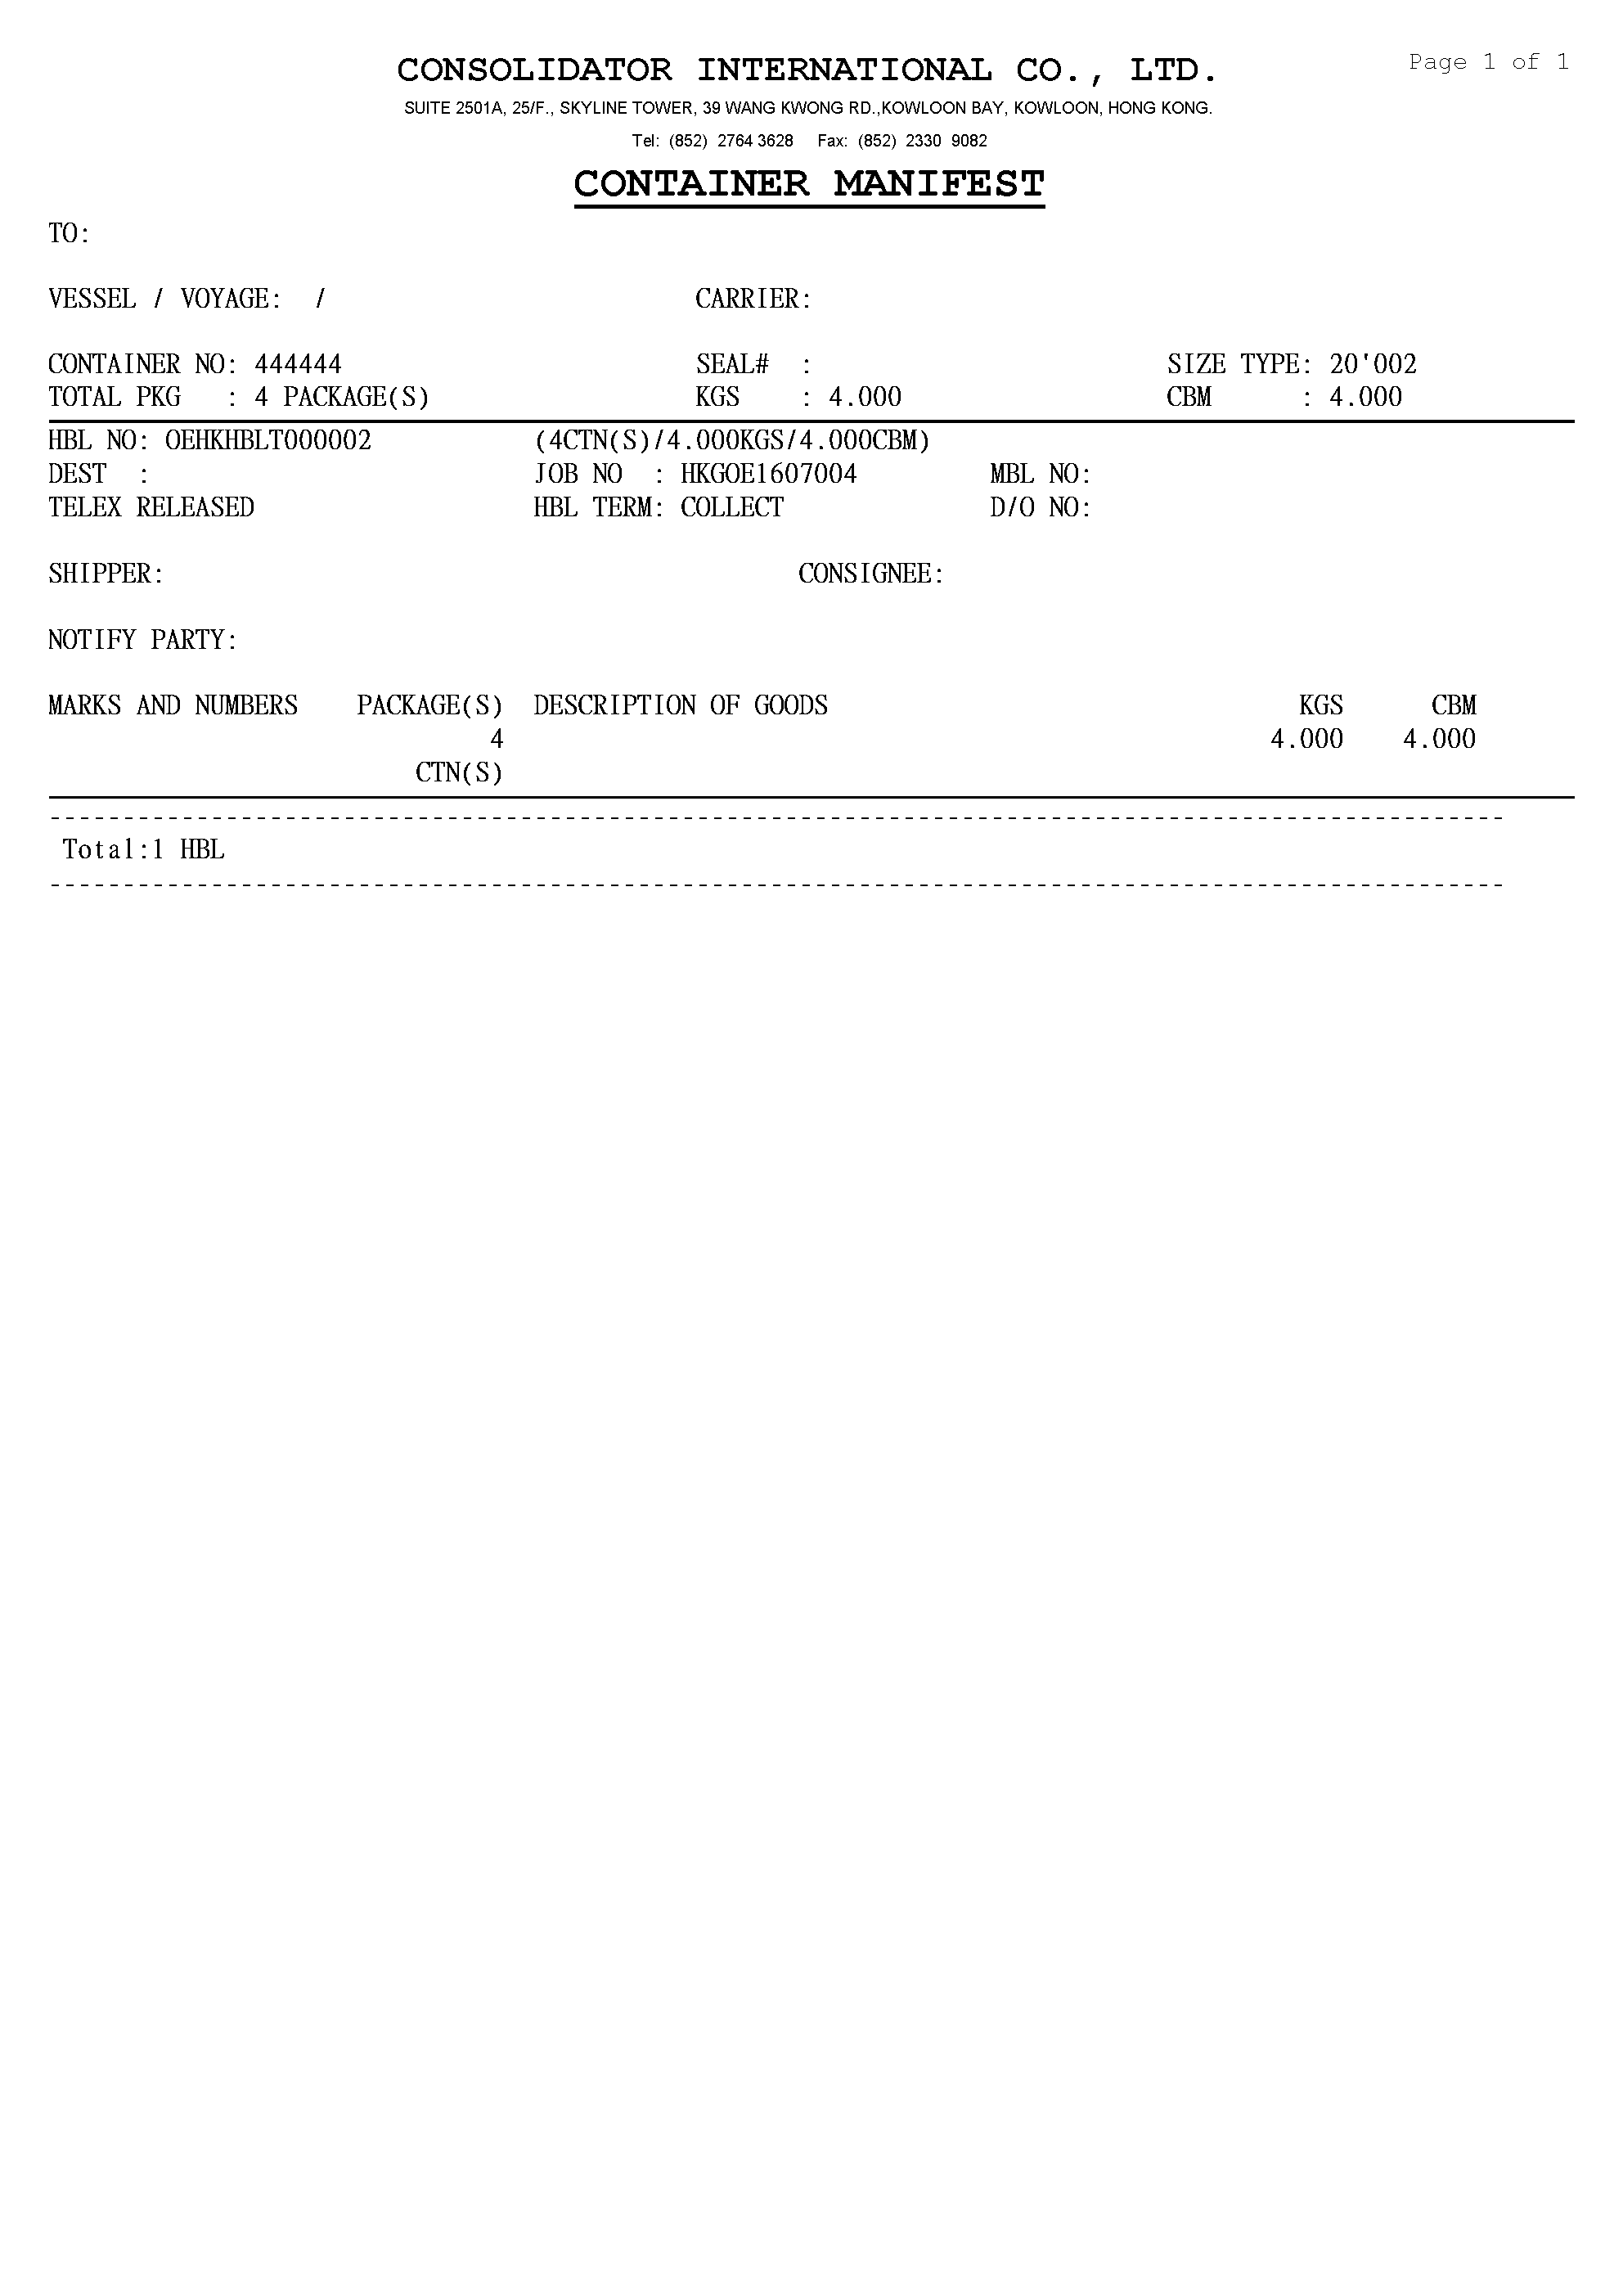 Page 1 of 1
CONSOLIDATOR INTERNATIONAL CO., LTD.
SUITE 2501A, 25/F., SKYLINE TOWER, 39 WANG KWONG RD.,KOWLOON BAY, KOWLOON, HONG KONG.
Tel: (852) 2764 3628 Fax: (852) 2330 9082
CONTAINER MANIFEST
TO:
VESSEL / VOYAGE: / CARRIER:
CONTAINER NO: 444444 SEAL# : SIZE TYPE: 20'002
TOTAL PKG : 4 PACKAGE(S) KGS : 4.000 CBM : 4.000
HBL NO: OEHKHBLT000002 (4CTN(S)/4.000KGS/4.000CBM)
DEST : JOB NO : HKGOE1607004 MBL NO:
TELEX RELEASED HBL TERM: COLLECT D/O NO:
SHIPPER: CONSIGNEE:
NOTIFY PARTY:
MARKS AND NUMBERS PACKAGE(S) DESCRIPTION OF GOODS KGS CBM
4 4.000 4.000
CTN(S)
Total:1 HBL